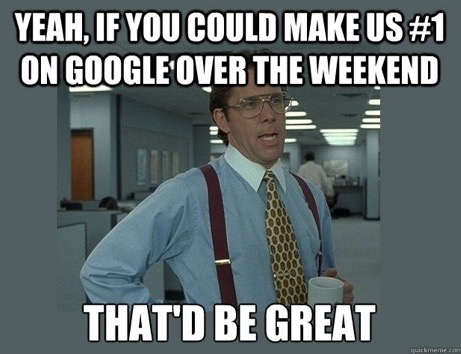 YEAH, IF YOU COULD MAKE US #1
ON GOOGLE OVER THE WEEKEND
THAT'D BE GREAT
quickmeme.com